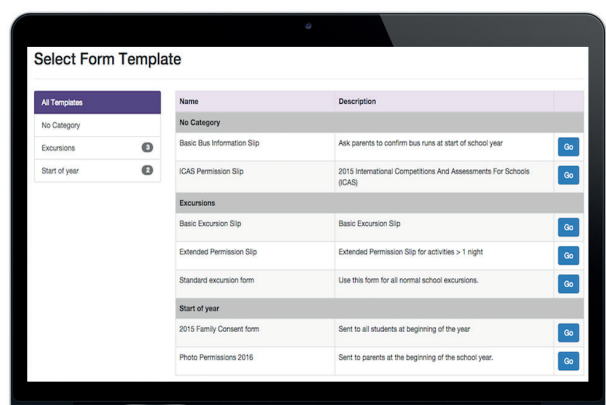 Select Form Template
All Templates
No Category
Excursions 3
Start of year 2
Name Description
No Category
Basic Bus Information Slip Ask parents to confirm bus runs at start of school year Go
ICAS Permission Slip 2015 International Competitions And Assessments For Schools
(ICAS) Go
Excursions
Basic Excursion Slip Basic Excursion Slip Go
Extended Permission Slip Extended Permission Slip for activities > 1 night Go
Standard excursion form Use this form for all normal school excursions. Go
Start of year
2015 Family Consent form Sent to all students at beginning of the year Go
Photo Permissions 2016 Sent to parents at the beginning of the school year. Go